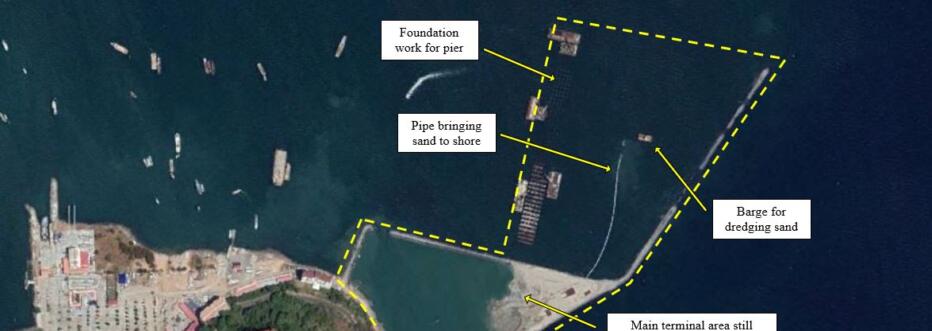 Foundation
work for pier
Pipe bringing
sand to shore
Barge for
dredging sand
Main terminal area still